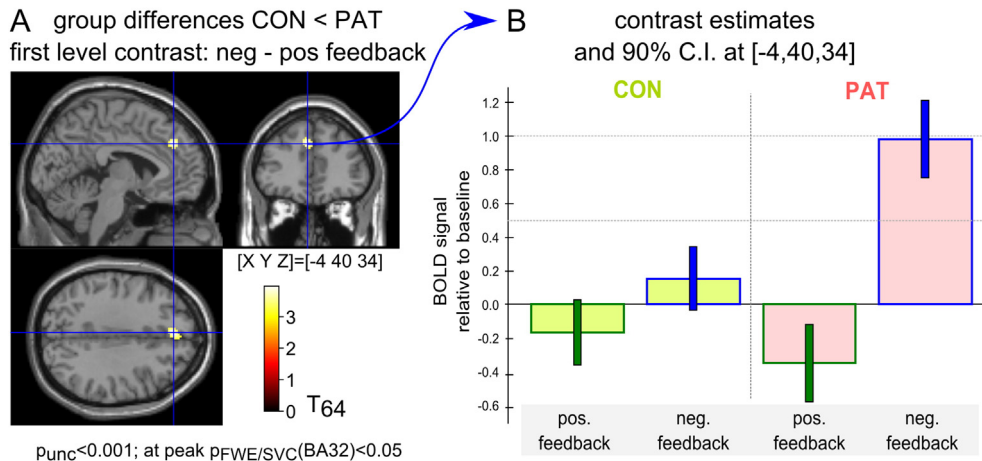 A group differences CON < PAT
first level contrast: neg - pos feedback
[X Y Z]=[-4 40 34]
3
2
1
0
T64
punc<0.001; at peak pFWE/SVC(BA32)<0.05
B contrast estimates
and 90% C.I. at [-4,40,34]
CON PAT
BOLD signal
relative to baseline
1.2
1.0
0.8
0.6
0.4
0.2
0.0
-0.2
-0.4
-0.6
pos. neg. pos. neg.
feedback feedback feedback feedback